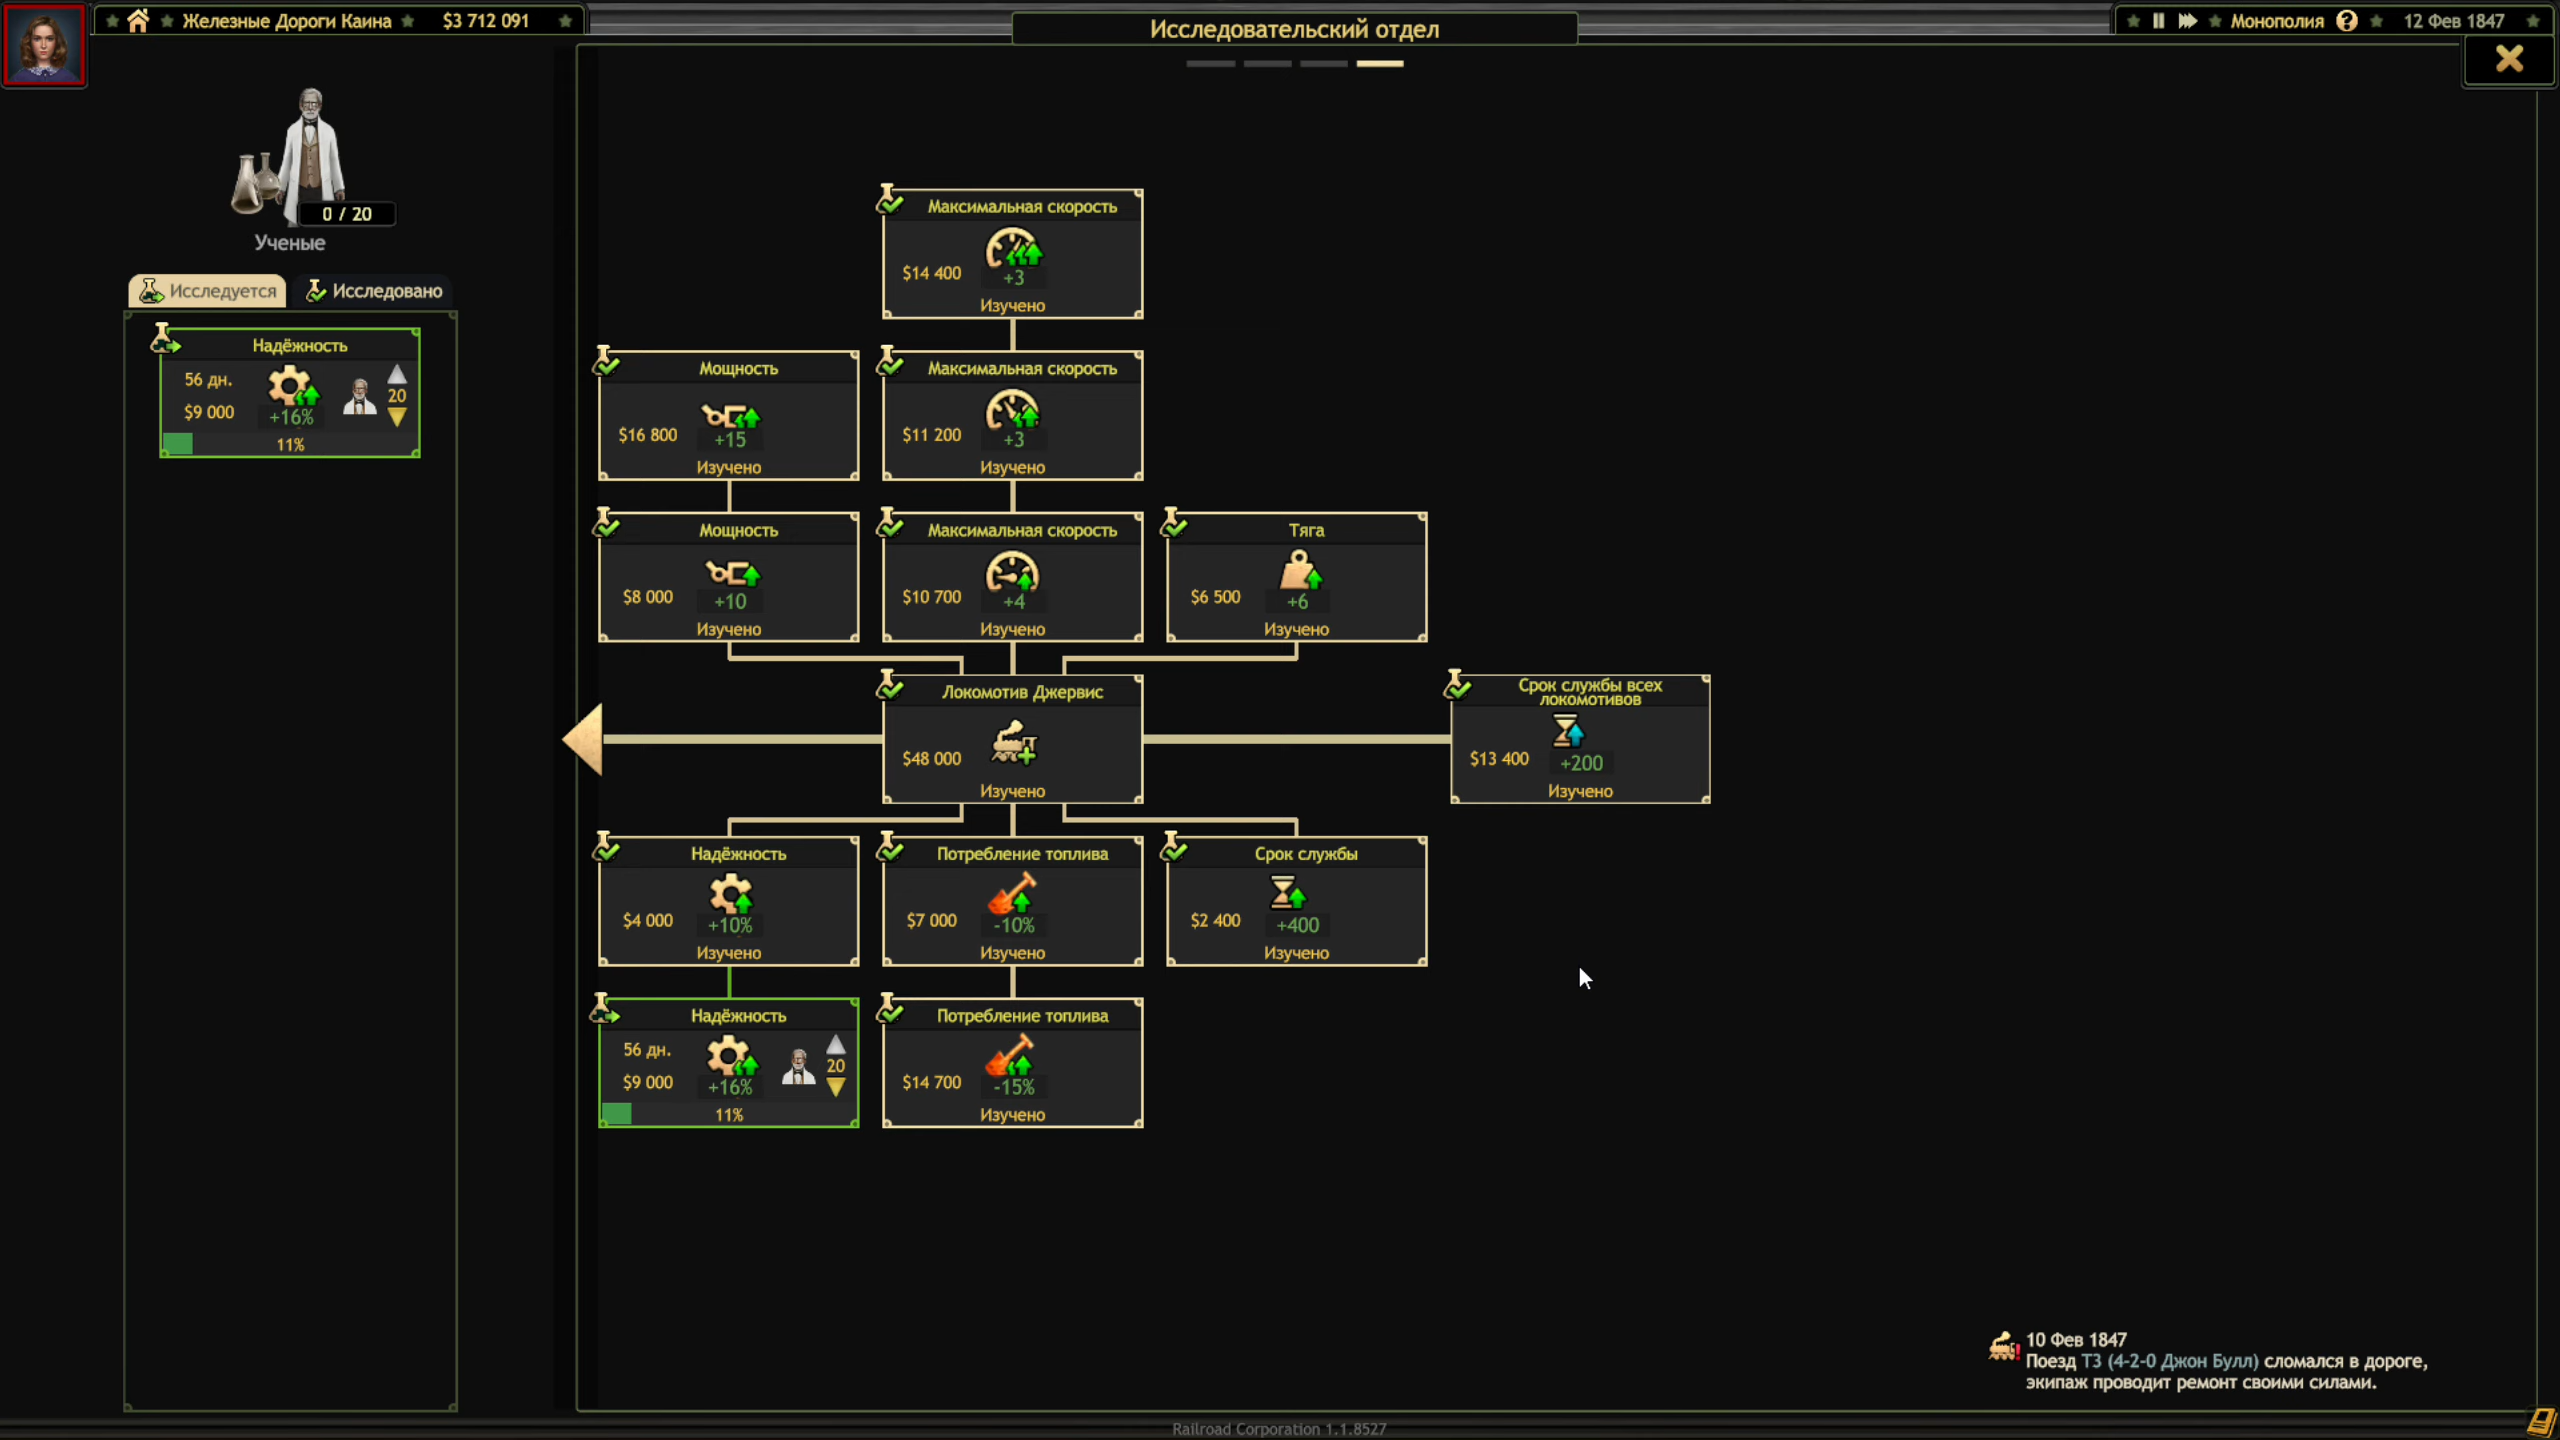 Железные Дороги Каина
$3 712 091
Исследовательский отдел
Монополия
12 Фев 1847
0 / 20
Ученые
Исследуется
Исследовано
Надёжность
56 дн.
$9 000
+16%
20
11%
Максимальная скорость
$14 400
+3
Изучено
Мощность
$16 800
+15
Изучено
Максимальная скорость
$11 200
+3
Изучено
Мощность
$8 000
+10
Изучено
Максимальная скорость
$10 700
+4
Изучено
Тяга
$6 500
+6
Изучено
Локомотив Джервис
$48 000
Изучено
Срок службы всех
локомотивов
$13 400
+200
Изучено
Надёжность
$4 000
+10%
Изучено
Потребление топлива
$7 000
-10%
Изучено
Срок службы
$2 400
+400
Изучено
Надёжность
56 дн.
$9 000
+16%
20
11%
Потребление топлива
$14 700
-15%
Изучено
10 Фев 1847
Поезд Т3 (4-2-0 Джон Булл) сломался в дороге,
экипаж проводит ремонт своими силами.
Railroad Corporation 1.1.8527